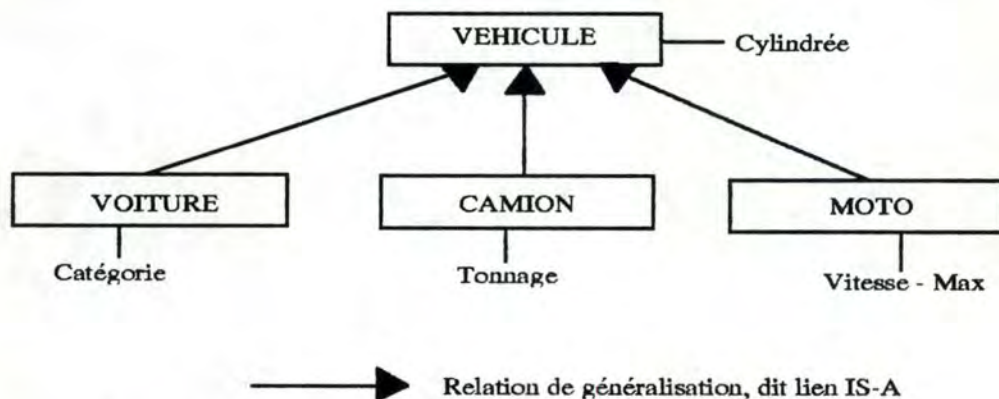 VEHICULE
Cylindrée
VOITURE
CAMION
MOTO
Catégorie
Tonnage
Vitesse - Max
Relation de généralisation, dit lien IS-A